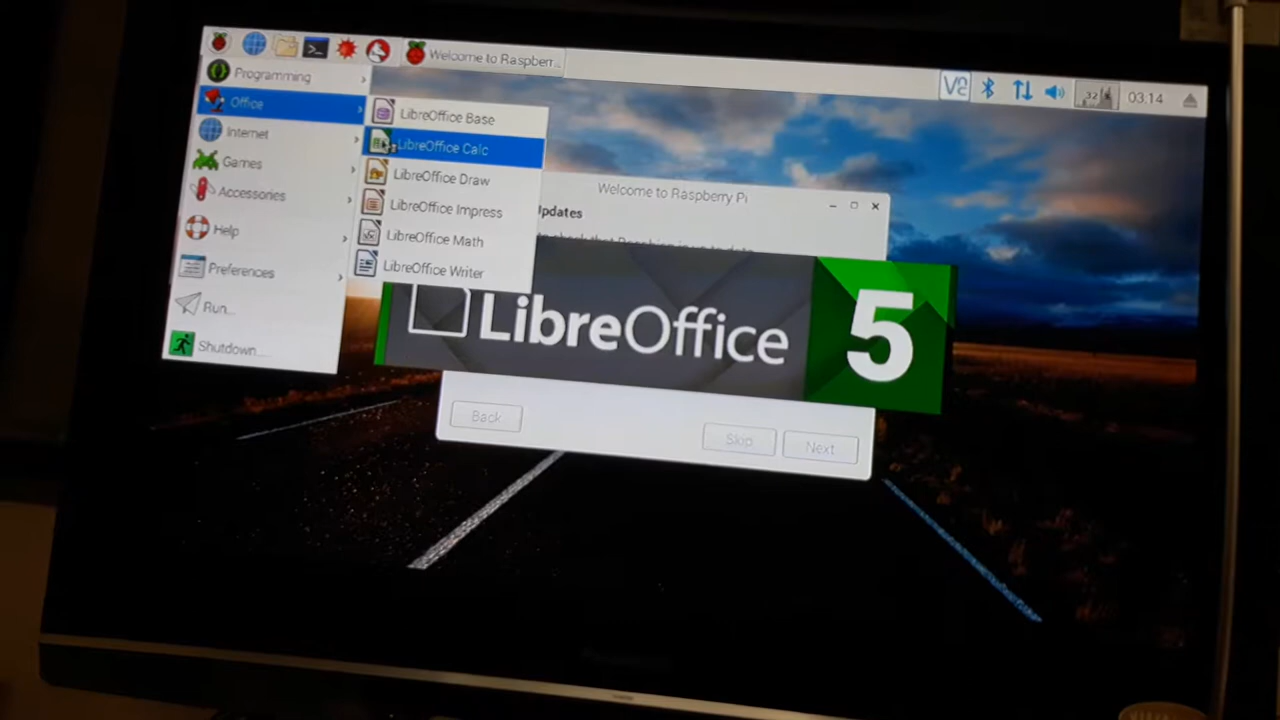 Welcome to Raspberr...
V2
32
03:14
Programming
Office
Internet
Games
Accessories
Help
Preferences
Run...
Shutdown...
LibreOffice Base
LibreOffice Calc
LibreOffice Draw
LibreOffice Impress
LibreOffice Math
LibreOffice Writer
Welcome to Raspberry Pi
Updates
LibreOffice 5
Back
Skip
Next